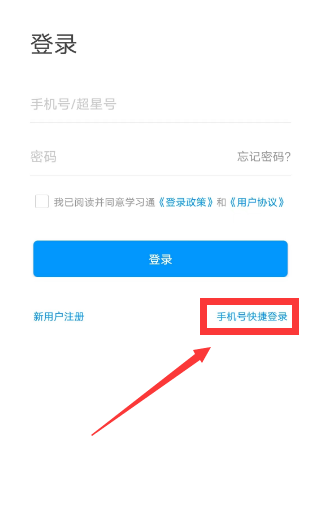 登录
手机号/超星号
密码 忘记密码?
我已阅读并同意学习通《登录政策》和《用户协议》
登录
新用户注册 手机号快捷登录